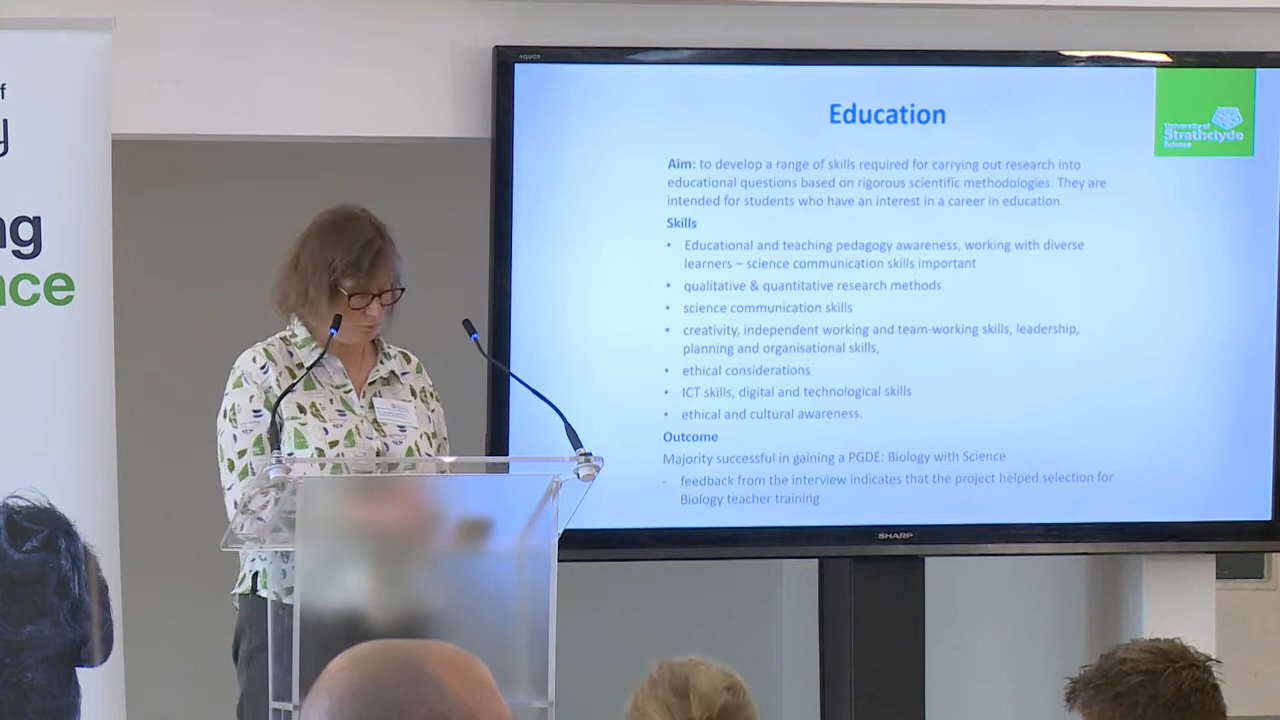 of
y
ng
nce
AQUOS
Education
University of
Strathclyde
Science
Aim: to develop a range of skills required for carrying out research into
educational questions based on rigorous scientific methodologies. They are
intended for students who have an interest in a career in education.
Skills
• Educational and teaching pedagogy awareness, working with diverse
learners – science communication skills important
• qualitative & quantitative research methods
• science communication skills
• creativity, independent working and team-working skills, leadership,
planning and organisational skills,
• ethical considerations
• ICT skills, digital and technological skills
• ethical and cultural awareness.
Outcome
Majority successful in gaining a PGDE: Biology with Science
- feedback from the interview indicates that the project helped selection for
Biology teacher training
SHARP